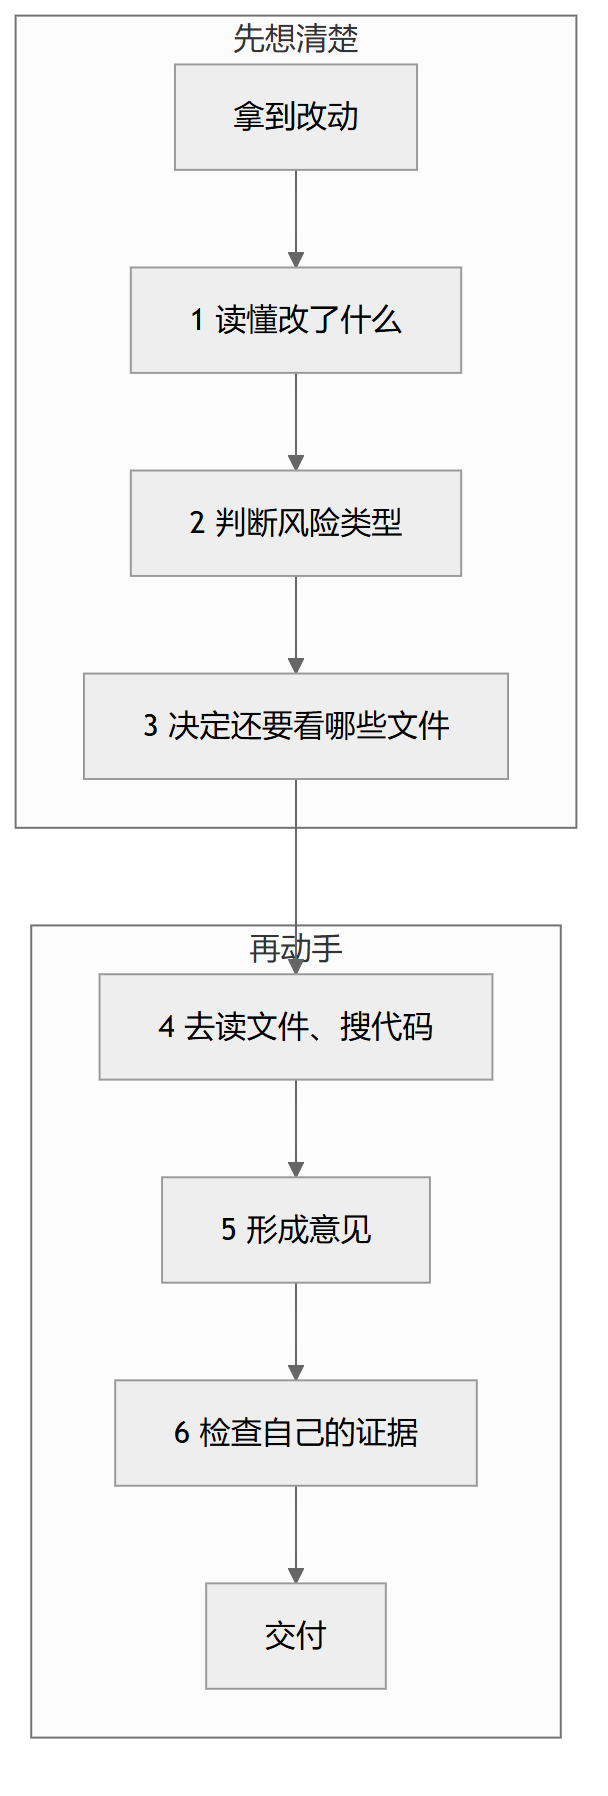 先想清楚
拿到改动
1 读懂改了什么
2 判断风险类型
3 决定还要看哪些文件
再动手
4 去读文件、搜代码
5 形成意见
6 检查自己的证据
交付